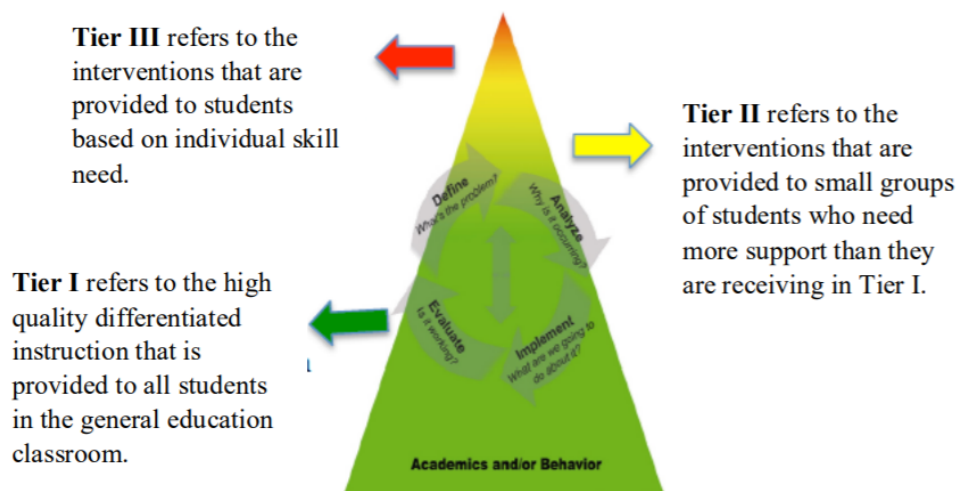 Tier III refers to the
interventions that are
provided to students
based on individual skill
need.
Tier II refers to the
interventions that are
provided to small groups
of students who need
more support than they
are receiving in Tier I.
Tier I refers to the high
quality differentiated
instruction that is
provided to all students
in the general education
classroom.
Define
What's the problem?
Analyze
Why is it occurring?
Implement
What are we going to
do about it?
Evaluate
Is it working?
Academics and/or Behavior